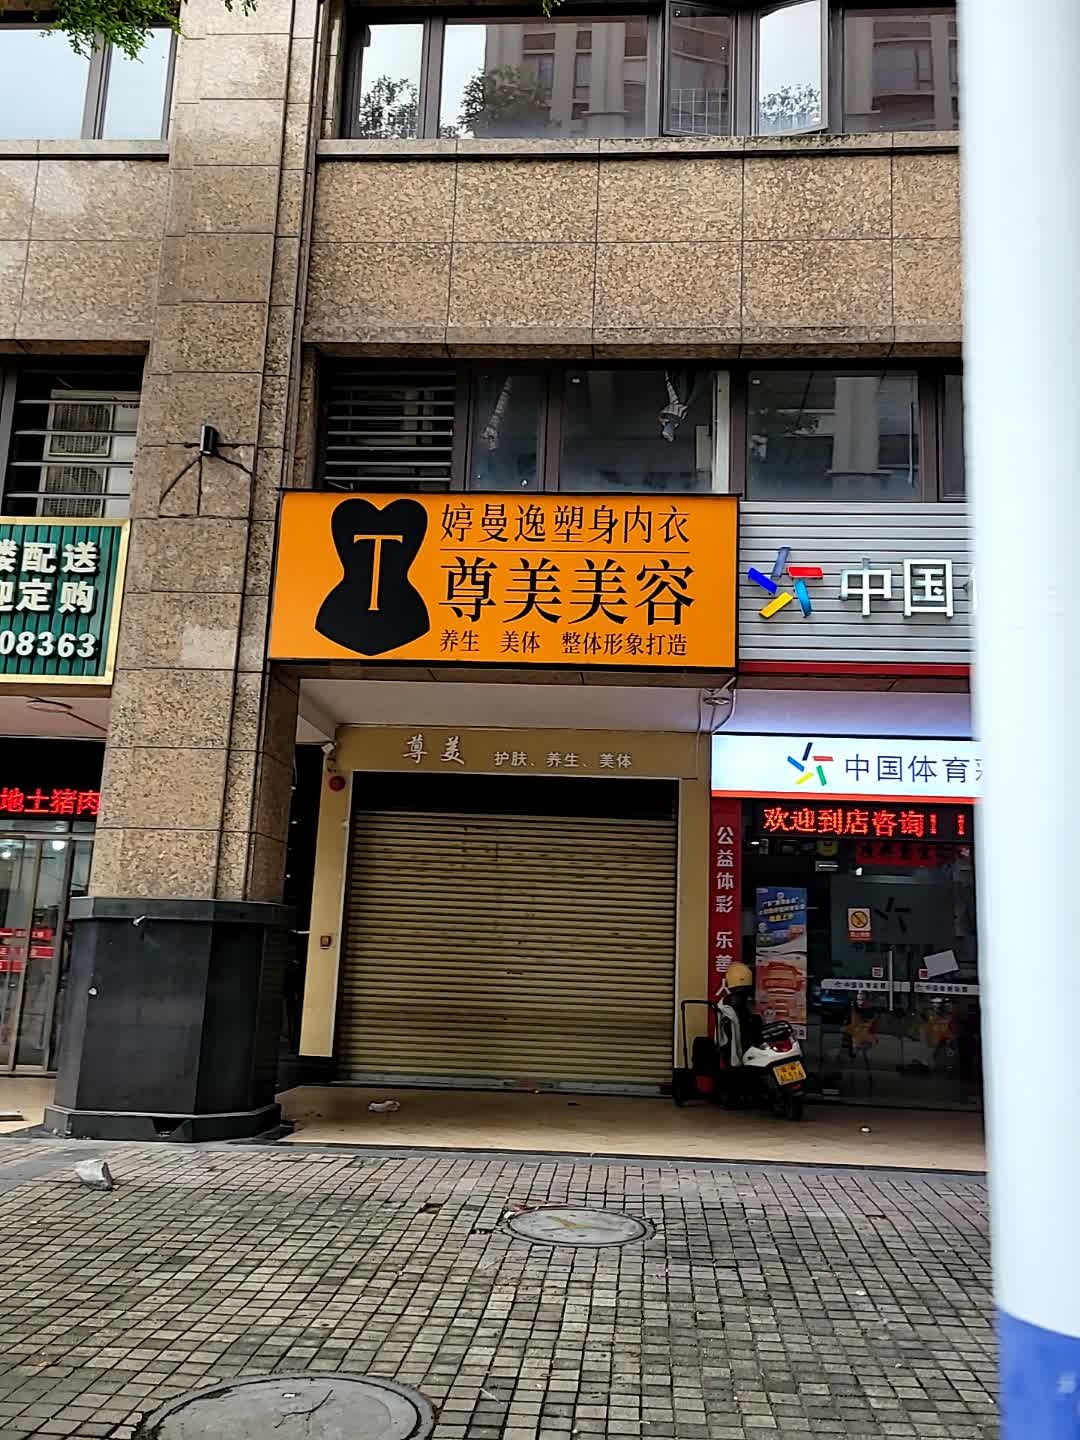 婷曼逸塑身内衣
T
尊美美容
养生 美体 整体形象打造
尊美 护肤、养生、美体
配送
定购
08363
地土猪肉
中国
中国体育
欢迎到店咨询！！
公益体彩 乐善人